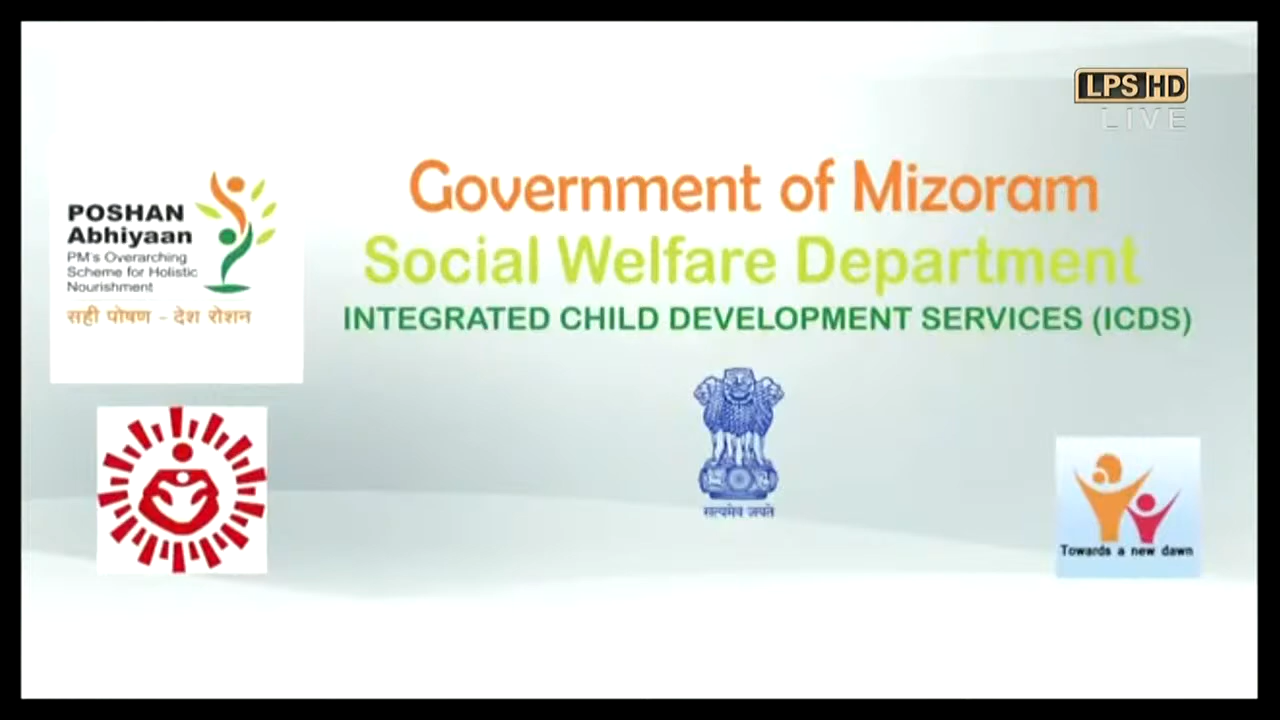 LPS HD
LIVE
Government of Mizoram
Social Welfare Department
INTEGRATED CHILD DEVELOPMENT SERVICES (ICDS)
POSHAN
Abhiyaan
PM's Overarching
Scheme for Holistic
Nourishment
सही पोषण - देश रोशन
सत्यमेव जयते
Towards a new dawn